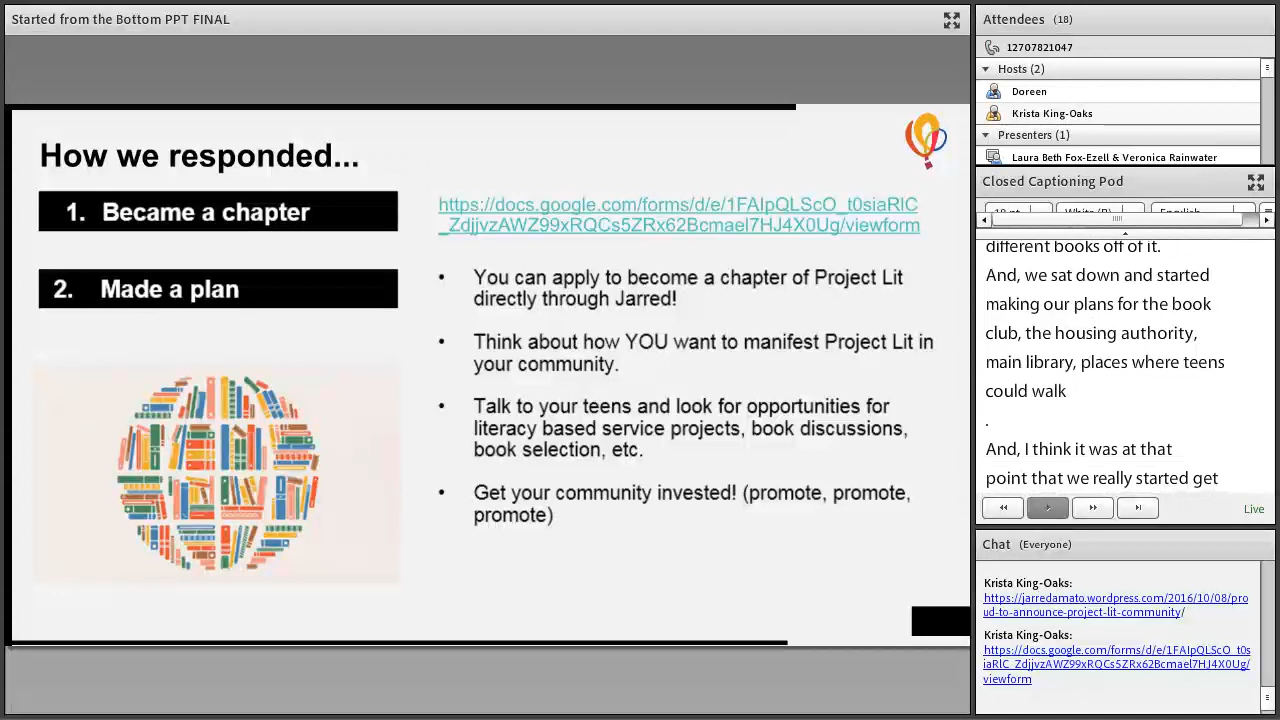 Started from the Bottom PPT FINAL
How we responded...
1. Became a chapter
2. Made a plan
https://docs.google.com/forms/d/e/1FAIpQLScO_t0siaRlC
_ZdjjvzAWZ99xRQCs5ZRx62Bcmael7HJ4X0Ug/viewform
• You can apply to become a chapter of Project Lit
directly through Jarred!
• Think about how YOU want to manifest Project Lit in
your community.
• Talk to your teens and look for opportunities for
literacy based service projects, book discussions,
book selection, etc.
• Get your community invested! (promote, promote,
promote)
Attendees (18)
12707821047
Hosts (2)
Doreen
Krista King-Oaks
Presenters (1)
Laura Beth Fox-Ezell & Veronica Rainwater
Closed Captioning Pod
different books off of it.
And, we sat down and started
making our plans for the book
club, the housing authority,
main library, places where teens
could walk
.
And, I think it was at that
point that we really started get
Live
Chat (Everyone)
Krista King-Oaks:
https://jarredamato.wordpress.com/2016/10/08/pro
ud-to-announce-project-lit-community/
Krista King-Oaks:
https://docs.google.com/forms/d/e/1FAIpQLScO_t0s
iaRlC_ZdjjvzAWZ99xRQCs5ZRx62Bcmael7HJ4X0Ug/
viewform